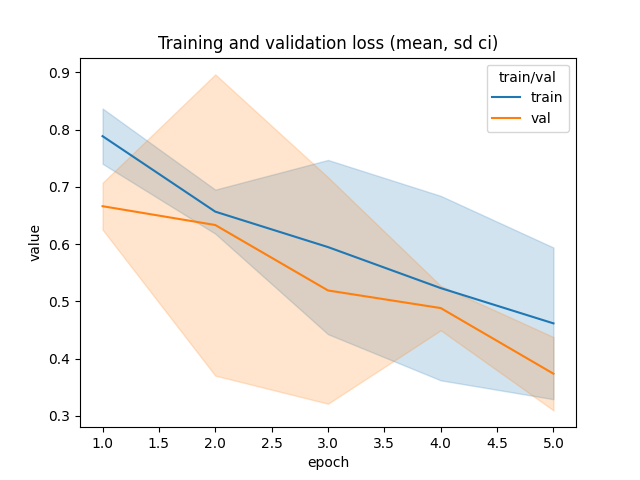 Training and validation loss (mean, sd ci)
train/val
train
val
value
0.9
0.8
0.7
0.6
0.5
0.4
0.3
1.0 1.5 2.0 2.5 3.0 3.5 4.0 4.5 5.0
epoch